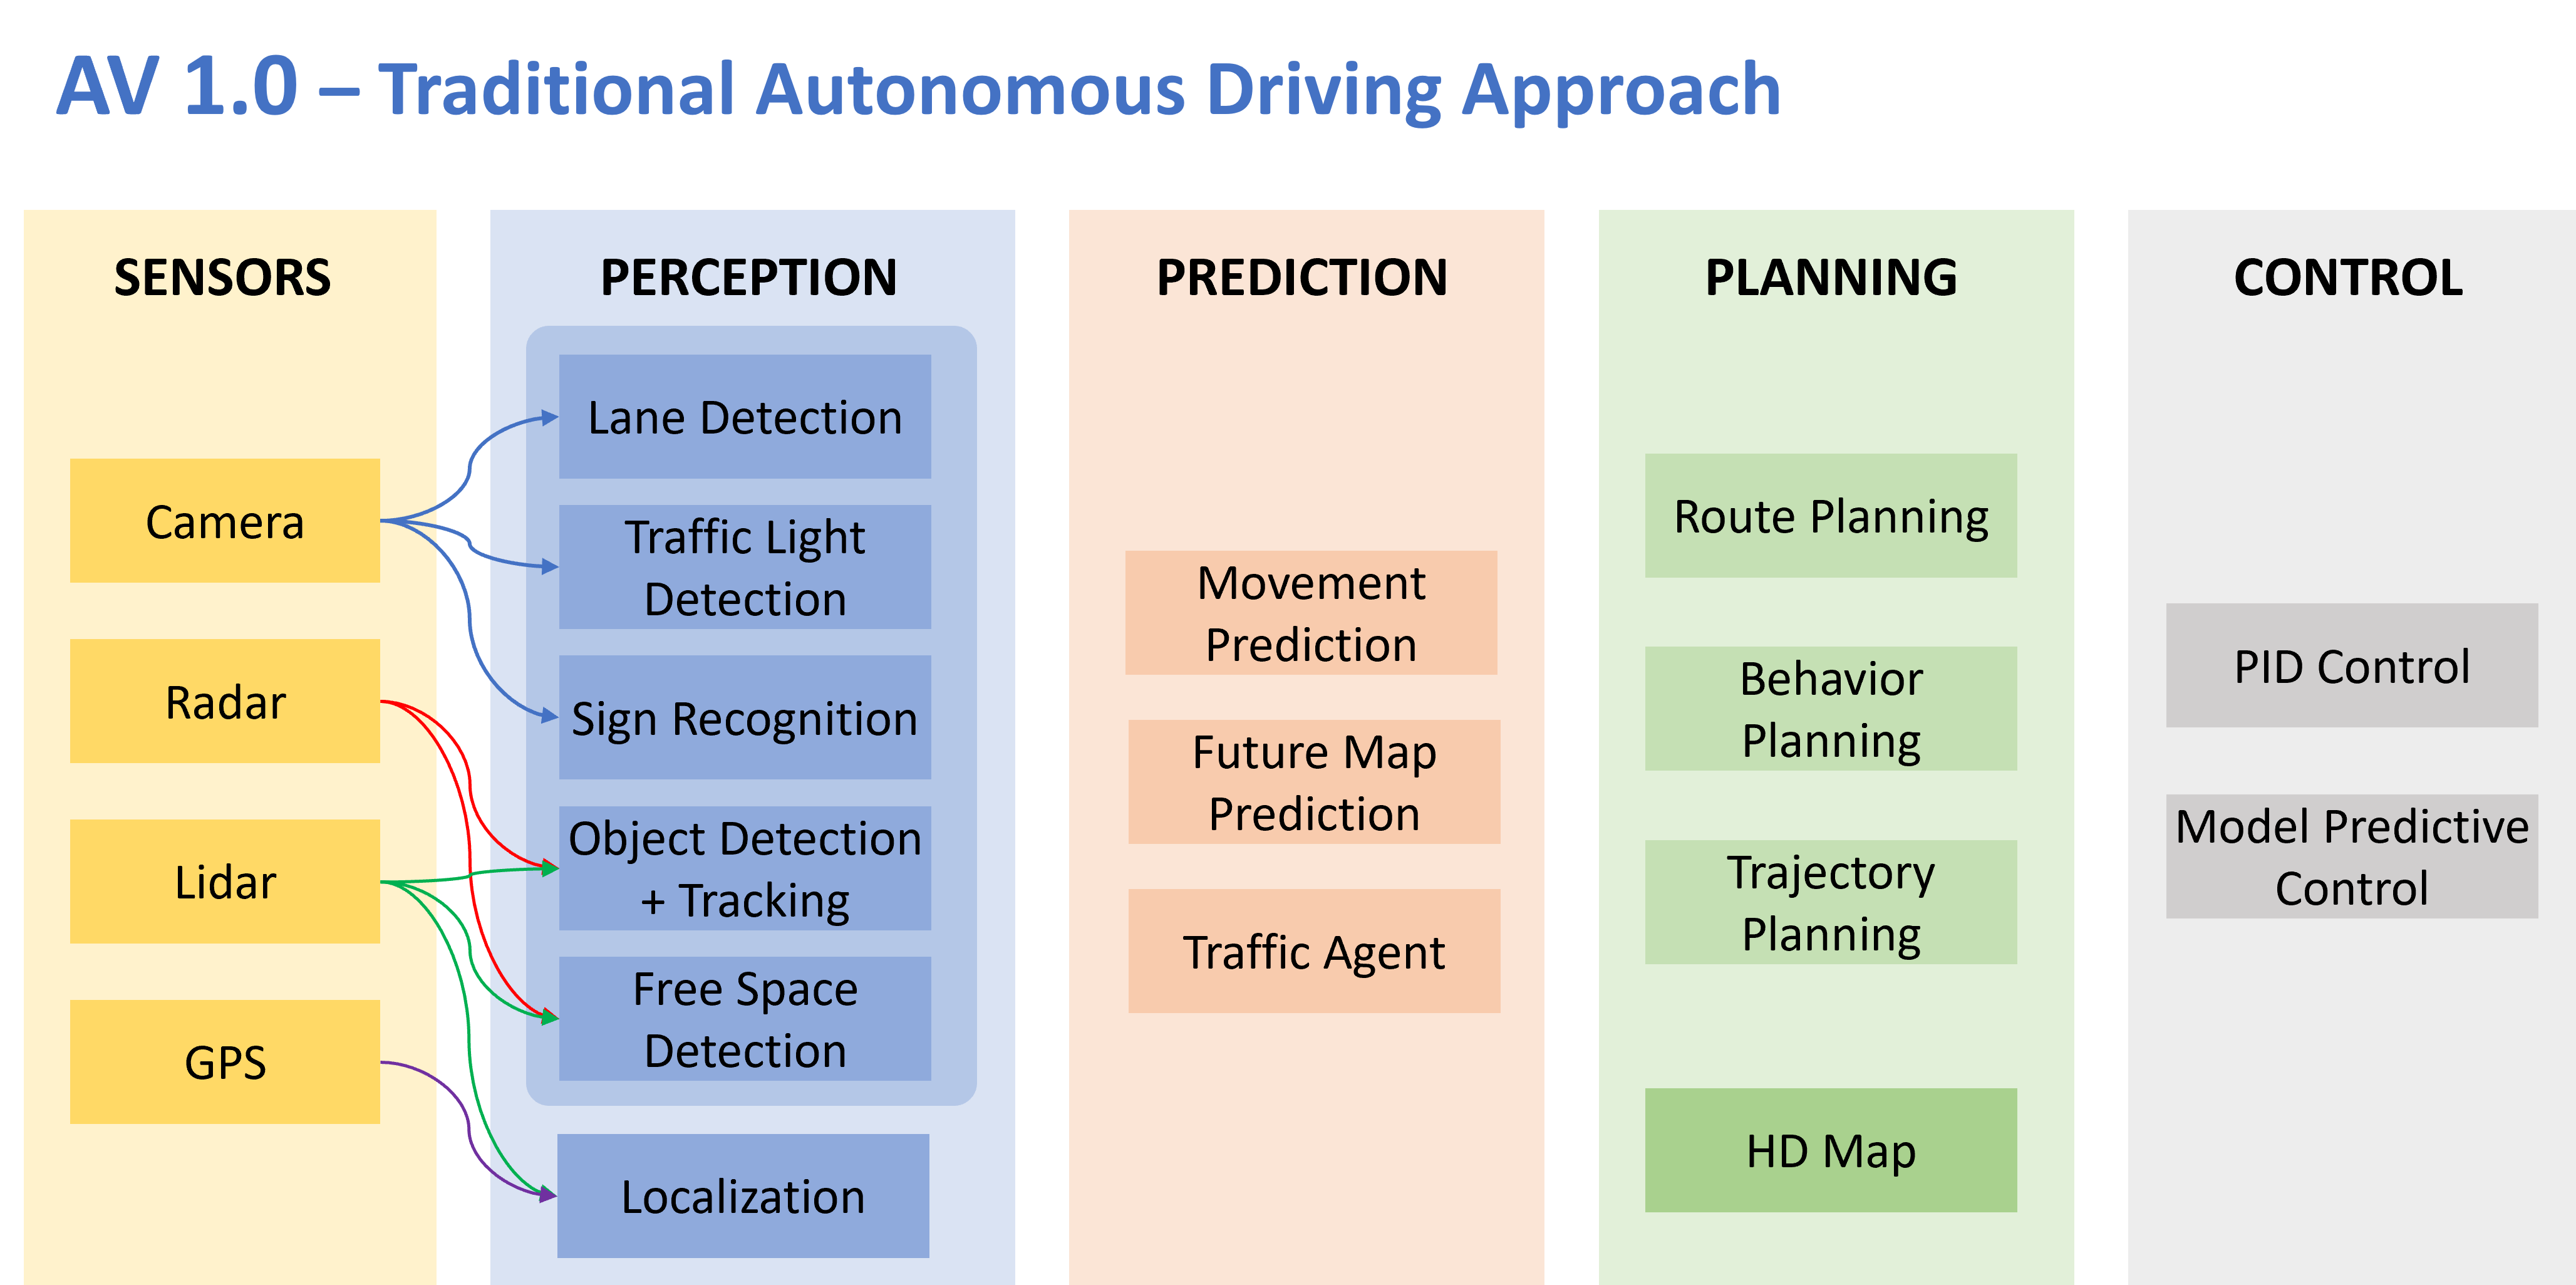 AV 1.0 – Traditional Autonomous Driving Approach
SENSORS
Camera
Radar
Lidar
GPS
PERCEPTION
Lane Detection
Traffic Light
Detection
Sign Recognition
Object Detection
+ Tracking
Free Space
Detection
Localization
PREDICTION
Movement
Prediction
Future Map
Prediction
Traffic Agent
PLANNING
Route Planning
Behavior
Planning
Trajectory
Planning
HD Map
CONTROL
PID Control
Model Predictive
Control